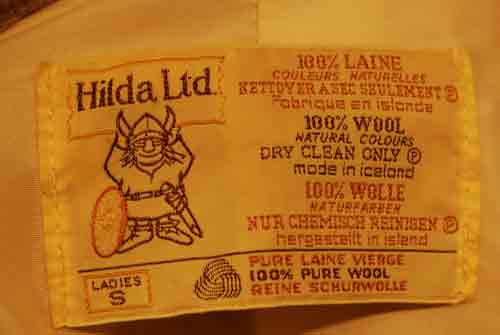 Hilda Ltd.
100% LAINE
COULEURS NATURELLES
NETTOYER A SEC SEULEMENT P
fabriqué en islande
100% WOOL
NATURAL COLOURS
DRY CLEAN ONLY P
made in iceland
100% WOLLE
NATURFARBEN
NUR CHEMISCH REINIGEN P
hergestellt in island
LADIES
S
PURE LAINE VIERGE
100% PURE WOOL
REINE SCHURWOLLE